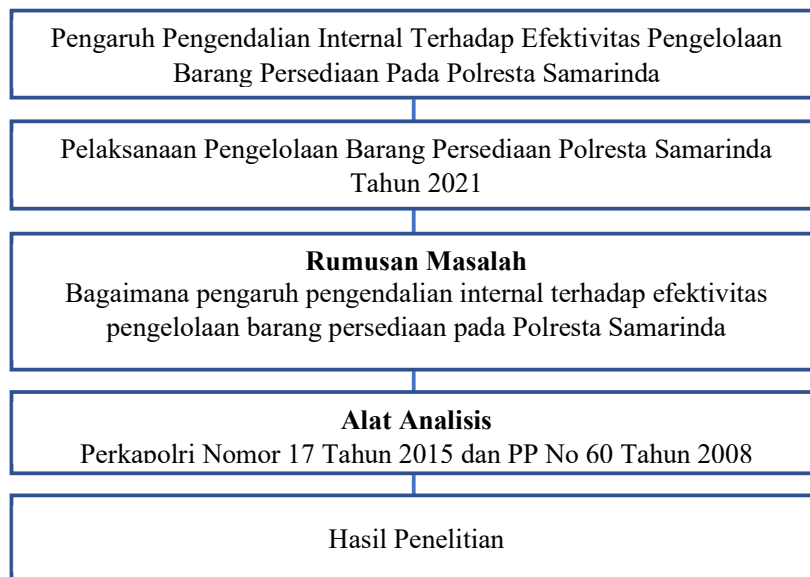 Pengaruh Pengendalian Internal Terhadap Efektivitas Pengelolaan
Barang Persediaan Pada Polresta Samarinda
Pelaksanaan Pengelolaan Barang Persediaan Polresta Samarinda
Tahun 2021
Rumusan Masalah
Bagaimana pengaruh pengendalian internal terhadap efektivitas
pengelolaan barang persediaan pada Polresta Samarinda
Alat Analisis
Perkapolri Nomor 17 Tahun 2015 dan PP No 60 Tahun 2008
Hasil Penelitian